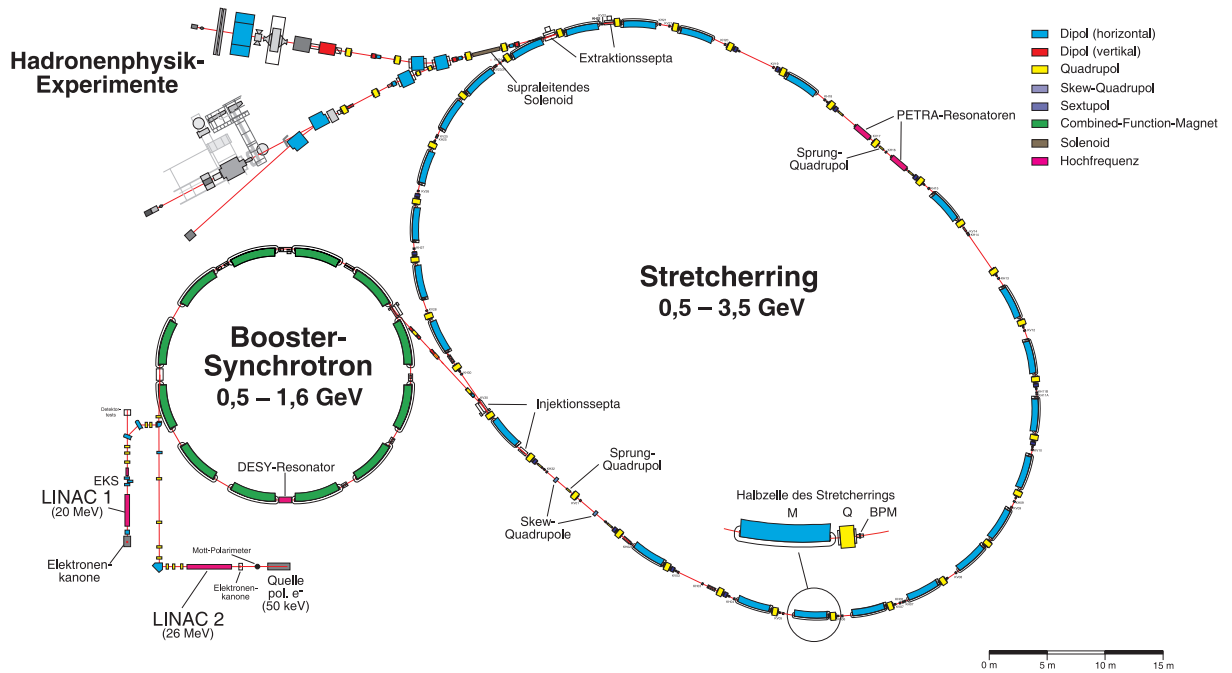 Hadronenphysik-
Experimente
supraleitendes
Solenoid
Extraktionssepta
PETRA-Resonatoren
Sprung-
Quadrupol
Dipol (horizontal)
Dipol (vertikal)
Quadrupol
Skew-Quadrupol
Sextupol
Combined-Function-Magnet
Solenoid
Hochfrequenz
Stretcherring
0,5 – 3,5 GeV
Booster-
Synchrotron
0,5 – 1,6 GeV
DESY-Resonator
Injektionssepta
Sprung-
Quadrupol
Skew-
Quadrupole
Halbzelle des Stretcherrings
M
Q
BPM
Detektor-
tests
EKS
LINAC 1
(20 MeV)
Elektronen-
kanone
Mott-Polarimeter
Elektronen-
kanone
Quelle
pol. e-
(50 keV)
LINAC 2
(26 MeV)
0 m
5 m
10 m
15 m